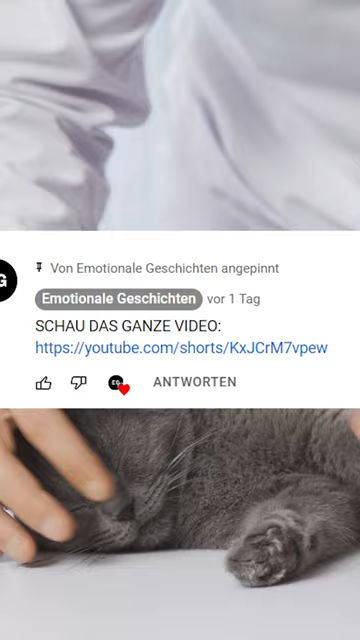 G
Von Emotionale Geschichten angepinnt
Emotionale Geschichten vor 1 Tag
SCHAU DAS GANZE VIDEO:
https://youtube.com/shorts/KxJCrM7vpew
EG ANTWORTEN